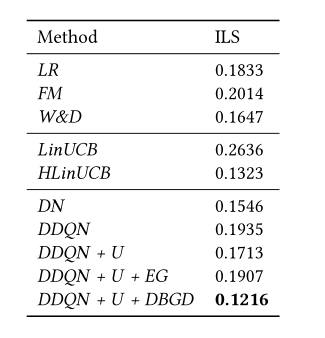 Method ILS
LR 0.1833
FM 0.2014
W&D 0.1647
LinUCB 0.2636
HLinUCB 0.1323
DN 0.1546
DDQN 0.1935
DDQN + U 0.1713
DDQN + U + EG 0.1907
DDQN + U + DBGD 0.1216